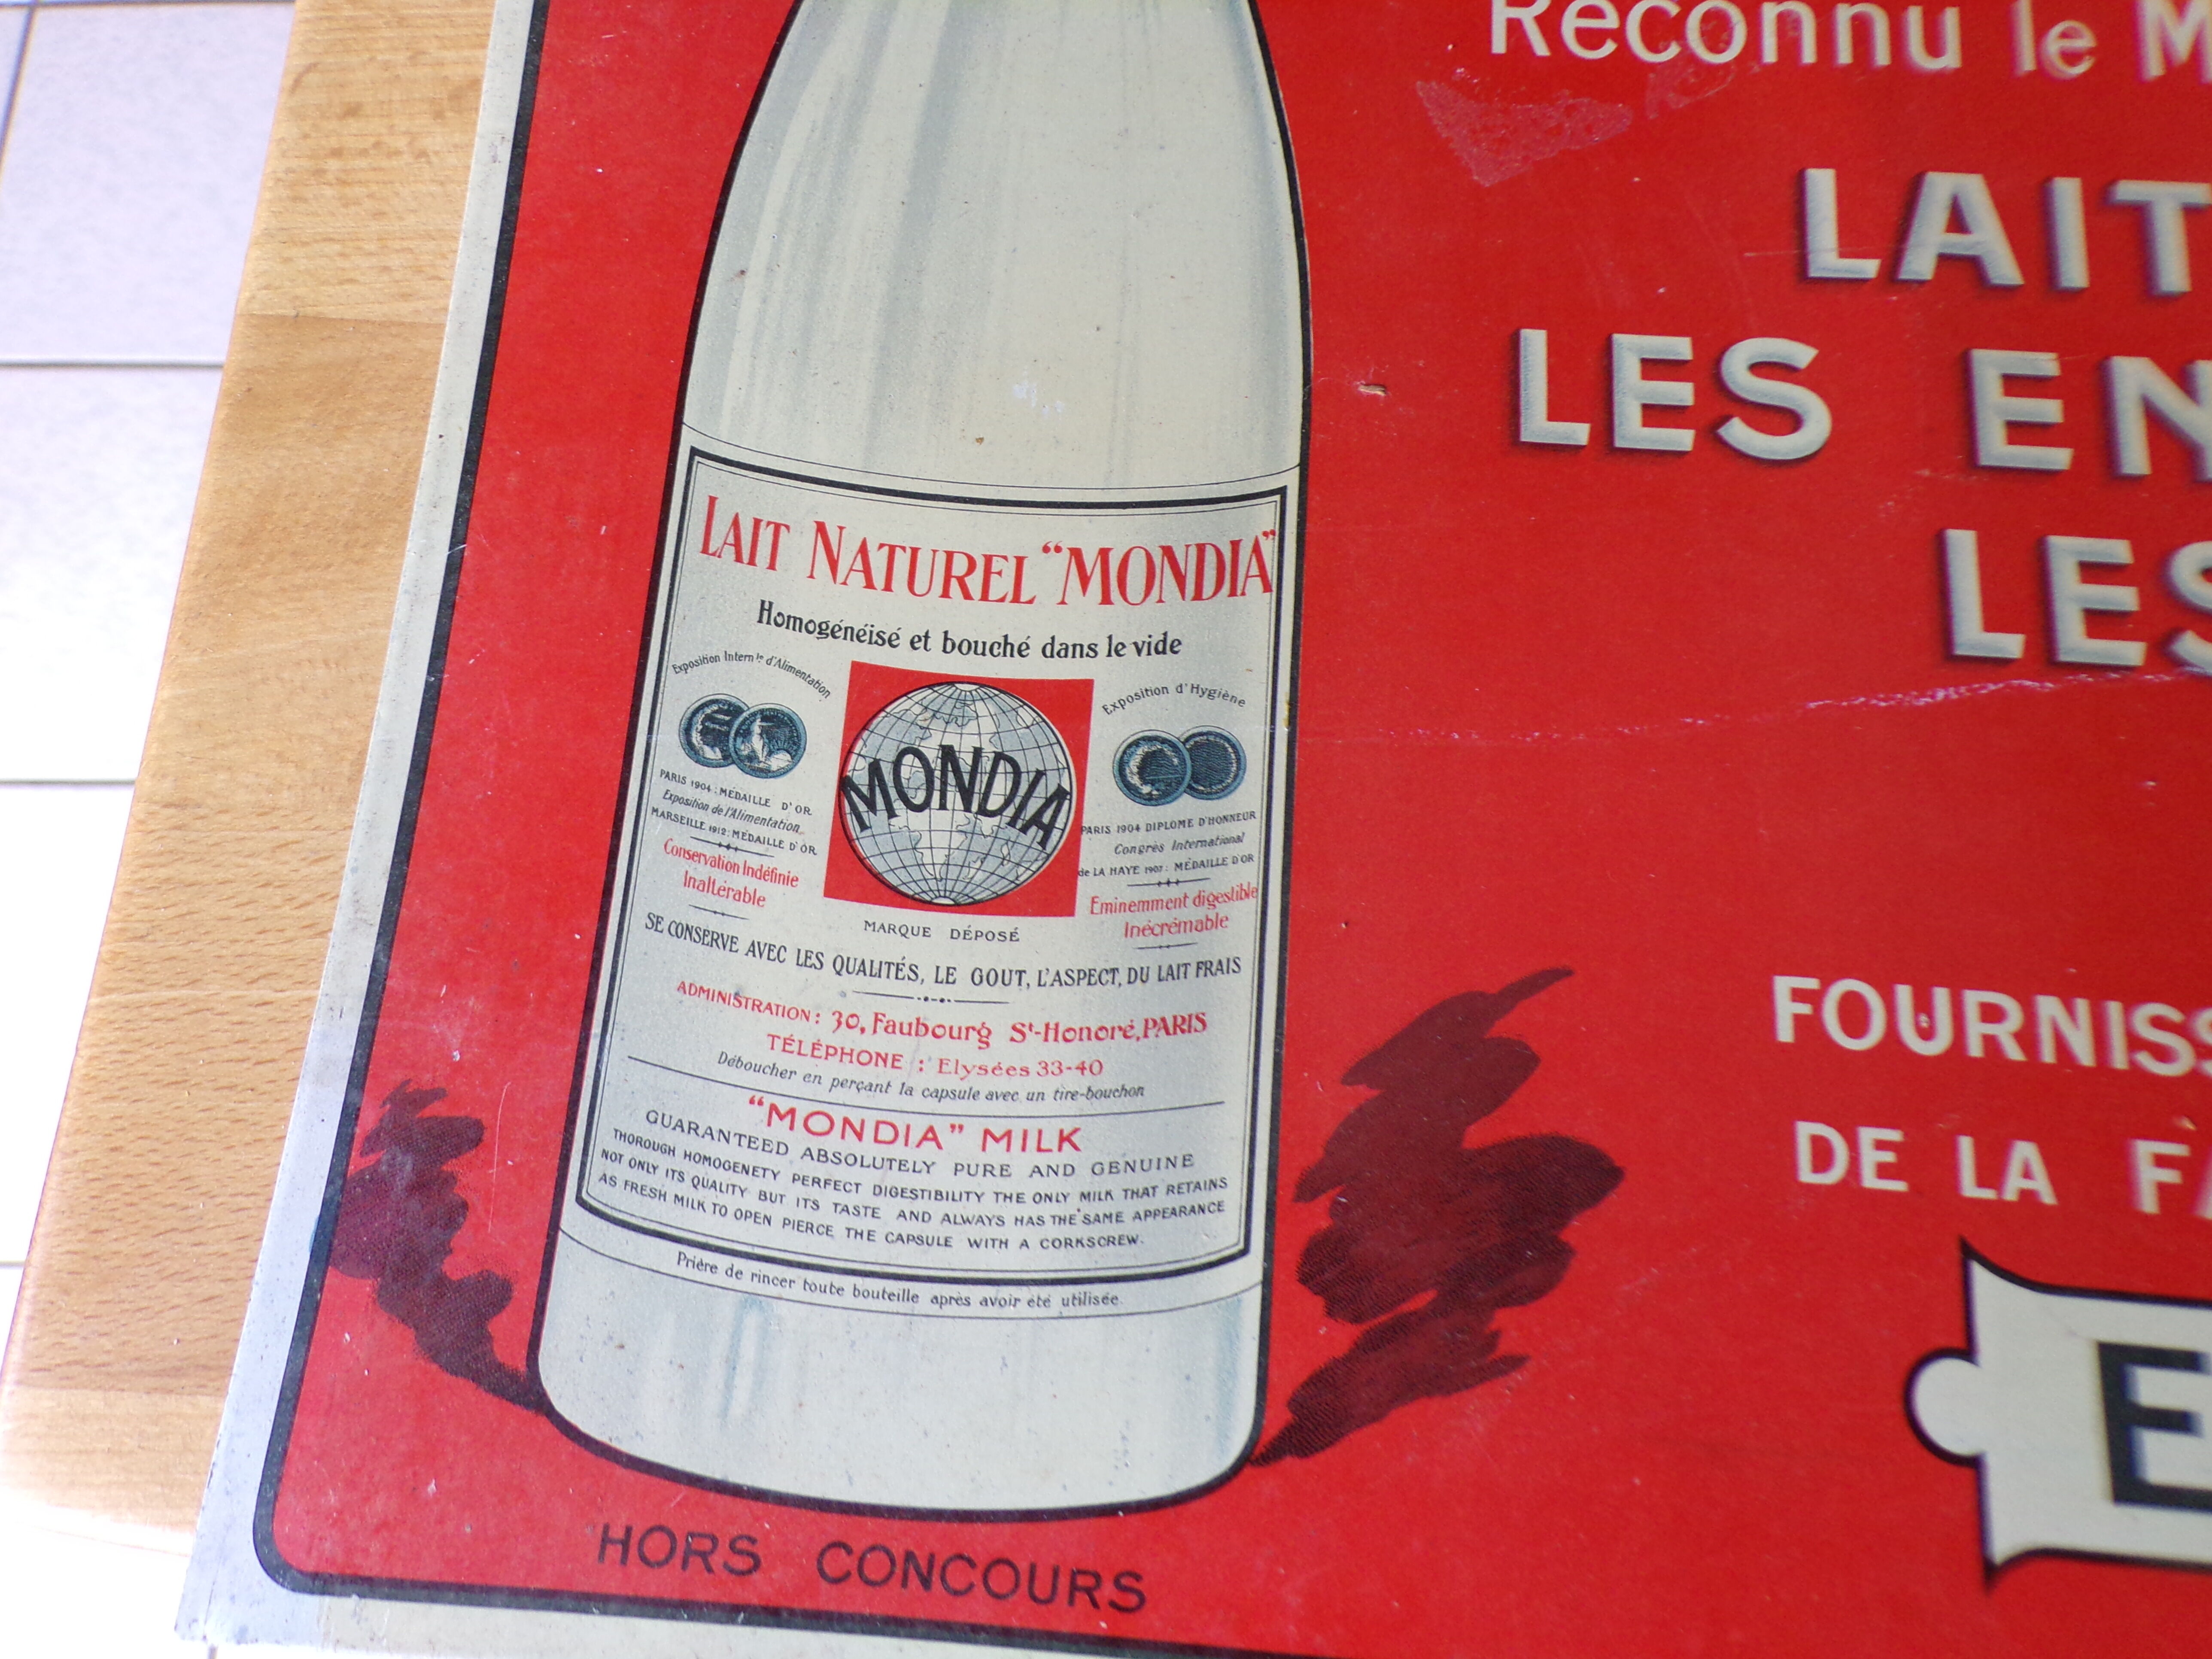 Reconnu le M
LAIT
LES EN
LES
LAIT NATUREL "MONDIA"
Homogénéisé et bouché dans le vide
Exposition Intern le d'Alimentation
PARIS 1904 : MÉDAILLE D'OR
Exposition de l'Alimentation
MARSEILLE 1912 : MÉDAILLE D'OR
Conservation Indéfinie
Inaltérable
MONDIA
MARQUE DÉPOSÉ
Exposition d'Hygiène
PARIS 1904 DIPLOME D'HONNEUR
Congrès International
de LA HAYE 1907 : MÉDAILLE D'OR
Eminemment digestible
Inécrémable
SE CONSERVE AVEC LES QUALITÉS, LE GOUT, L'ASPECT, DU LAIT FRAIS
ADMINISTRATION : 30, Faubourg St-Honoré, PARIS
TÉLÉPHONE : Elysées 33-40
Déboucher en perçant la capsule avec un tire-bouchon
"MONDIA" MILK
GUARANTEED ABSOLUTELY PURE AND GENUINE
THOROUGH HOMOGENETY PERFECT DIGESTIBILITY THE ONLY MILK THAT RETAINS
NOT ONLY ITS QUALITY BUT ITS TASTE AND ALWAYS HAS THE SAME APPEARANCE
AS FRESH MILK TO OPEN PIERCE THE CAPSULE WITH A CORKSCREW.
Prière de rincer toute bouteille après avoir été utilisée.
FOURNISS
DE LA FA
E
HORS CONCOURS